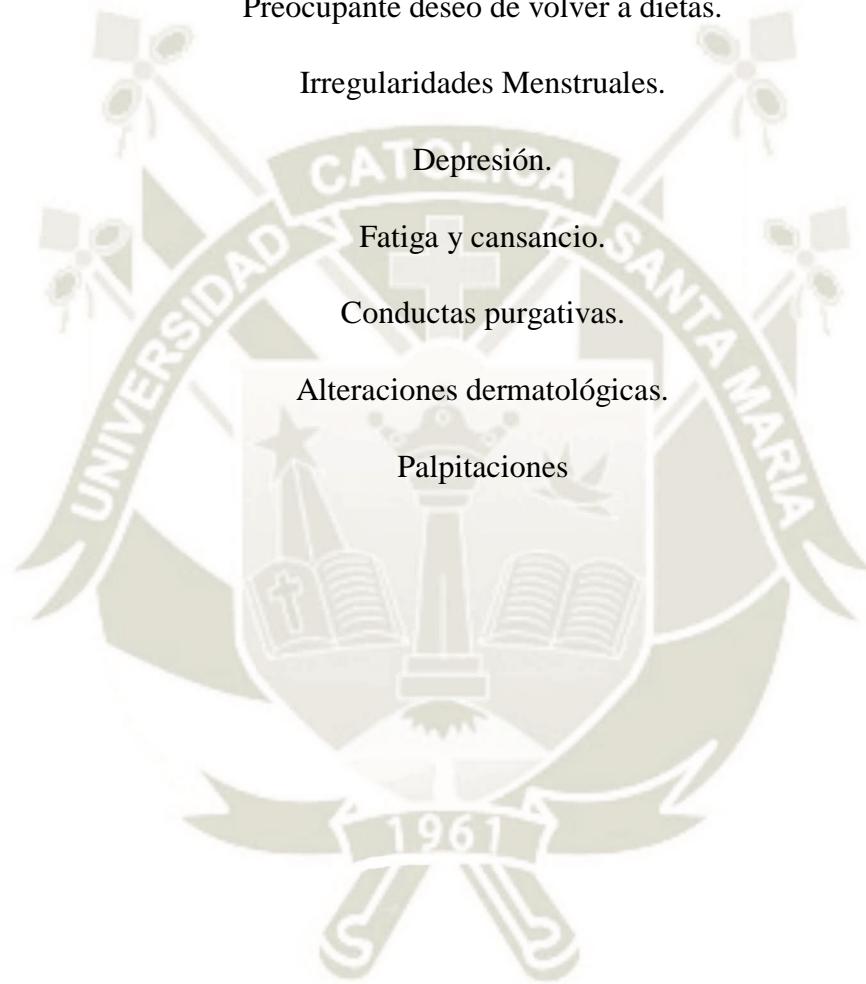 Preocupante deseo de volver a dietas.
Irregularidades Menstruales.
CATOLICA
Depresión.
Fatiga y cansancio.
UNIVERSIDAD
SANTA MARIA
Conductas purgativas.
Alteraciones dermatológicas.
Palpitaciones
1961